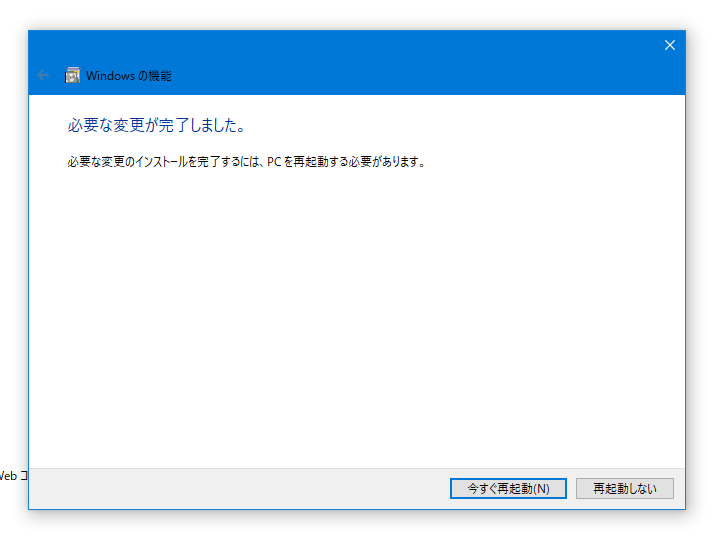 Windows の機能
必要な変更が完了しました。
必要な変更のインストールを完了するには、PC を再起動する必要があります。
Web コ
今すぐ再起動(N)
再起動しない